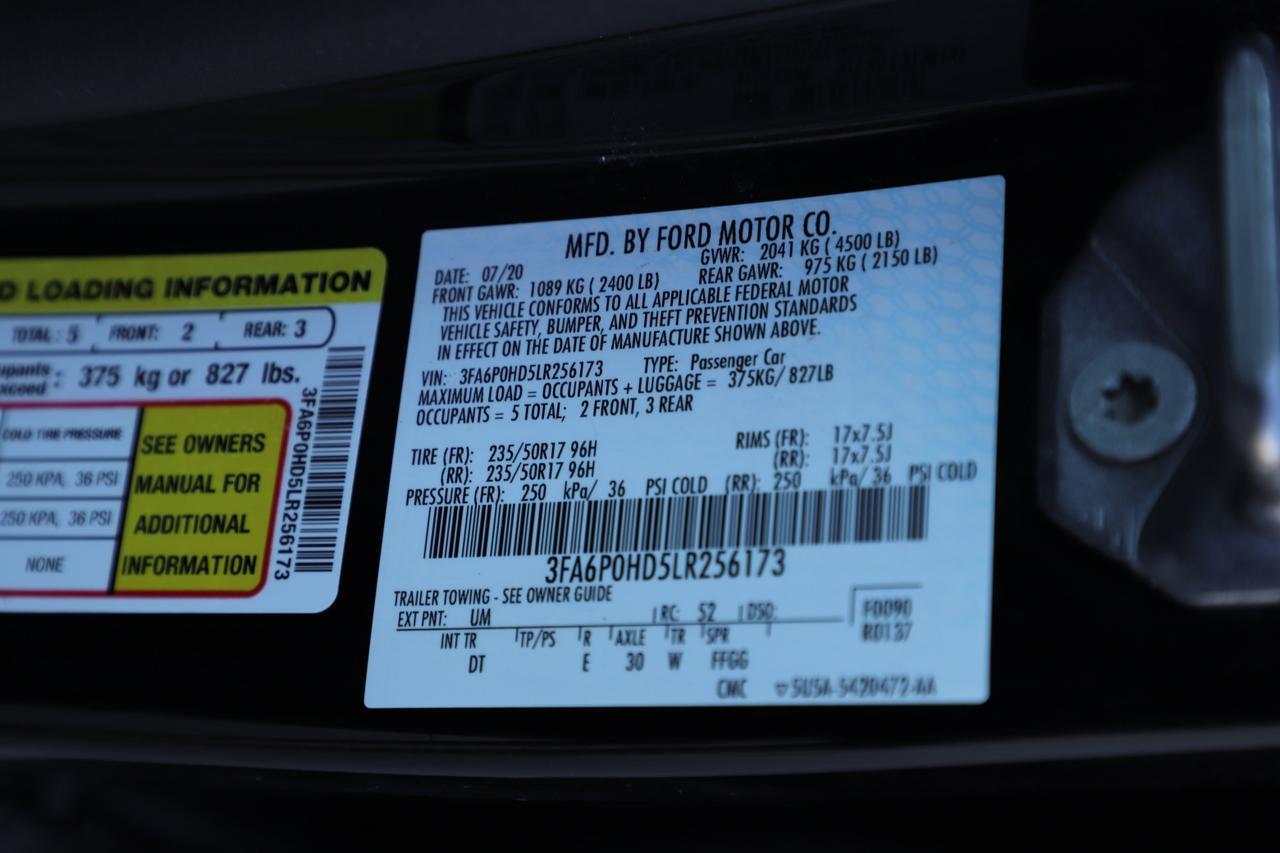 D LOADING INFORMATION
TOTAL: 5 FRONT: 2 REAR: 3
375 kg or 827 lbs.
COLD TIRE PRESSURE
250 KPA, 36 PSI
250 KPA, 36 PSI
NONE
SEE OWNERS
MANUAL FOR
ADDITIONAL
INFORMATION
3FA6P0HD5LR256173
MFD. BY FORD MOTOR CO.
DATE: 07/20 GVWR: 2041 KG ( 4500 LB)
FRONT GAWR: 1089 KG ( 2400 LB) REAR GAWR: 975 KG ( 2150 LB)
THIS VEHICLE CONFORMS TO ALL APPLICABLE FEDERAL MOTOR
VEHICLE SAFETY, BUMPER, AND THEFT PREVENTION STANDARDS
IN EFFECT ON THE DATE OF MANUFACTURE SHOWN ABOVE.
VIN: 3FA6P0HD5LR256173 TYPE: Passenger Car
MAXIMUM LOAD = OCCUPANTS + LUGGAGE = 375KG/ 827LB
OCCUPANTS = 5 TOTAL; 2 FRONT, 3 REAR
TIRE (FR): 235/50R17 96H RIMS (FR): 17x7.5J
(RR): 235/50R17 96H (RR): 17x7.5J
PRESSURE (FR): 250 kPa/ 36 PSI COLD (RR): 250 kPa/ 36 PSI COLD
3FA6P0HD5LR256173
TRAILER TOWING - SEE OWNER GUIDE
EXT PNT: UM RC: 52 DSO: F0090
R0137
INT TR TP/PS R AXLE TR SPR
DT E 30 W FFGG
CMC 5U5A-5420472-AA